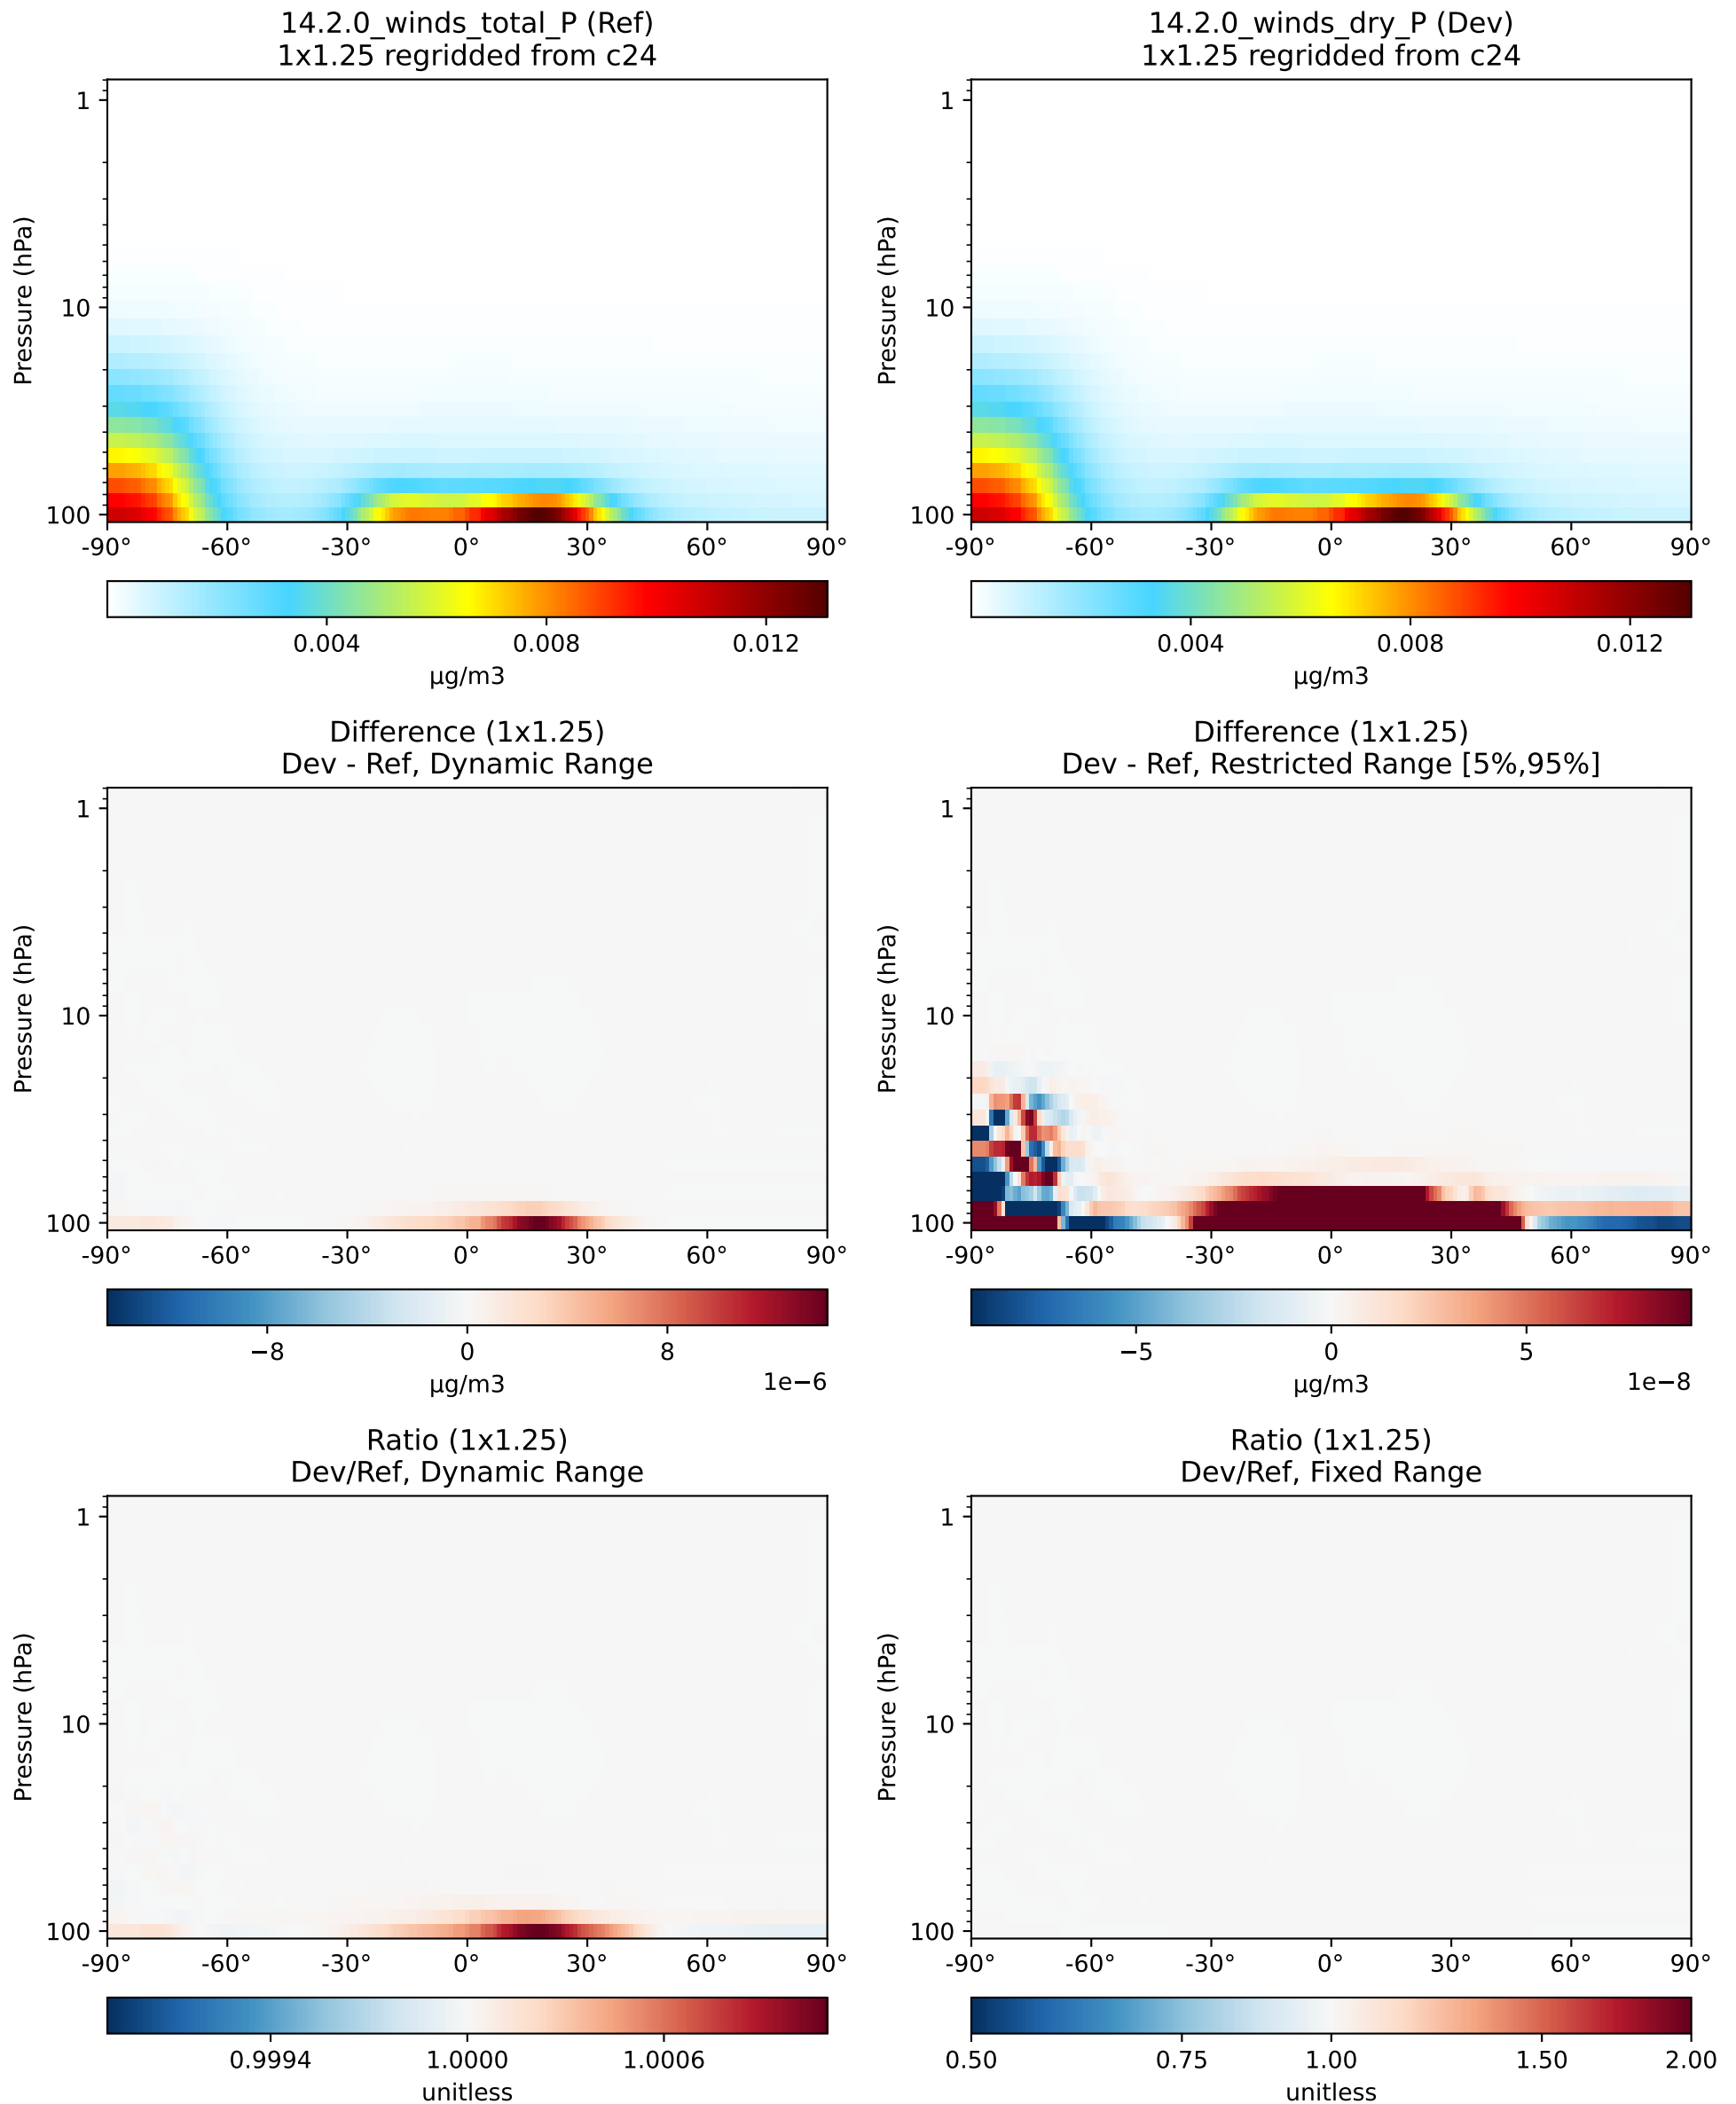 14.2.0_winds_total_P (Ref)
1x1.25 regridded from c24
Pressure (hPa)
1
10
100
-90° -60° -30° 0° 30° 60° 90°
0.004 0.008 0.012
μg/m3
14.2.0_winds_dry_P (Dev)
1x1.25 regridded from c24
Pressure (hPa)
1
10
100
-90° -60° -30° 0° 30° 60° 90°
0.004 0.008 0.012
μg/m3
Difference (1x1.25)
Dev - Ref, Dynamic Range
Pressure (hPa)
1
10
100
-90° -60° -30° 0° 30° 60° 90°
−8 0 8
μg/m3
1e−6
Difference (1x1.25)
Dev - Ref, Restricted Range [5%,95%]
Pressure (hPa)
1
10
100
-90° -60° -30° 0° 30° 60° 90°
−5 0 5
μg/m3
1e−8
Ratio (1x1.25)
Dev/Ref, Dynamic Range
Pressure (hPa)
1
10
100
-90° -60° -30° 0° 30° 60° 90°
0.9994 1.0000 1.0006
unitless
Ratio (1x1.25)
Dev/Ref, Fixed Range
Pressure (hPa)
1
10
100
-90° -60° -30° 0° 30° 60° 90°
0.50 0.75 1.00 1.50 2.00
unitless